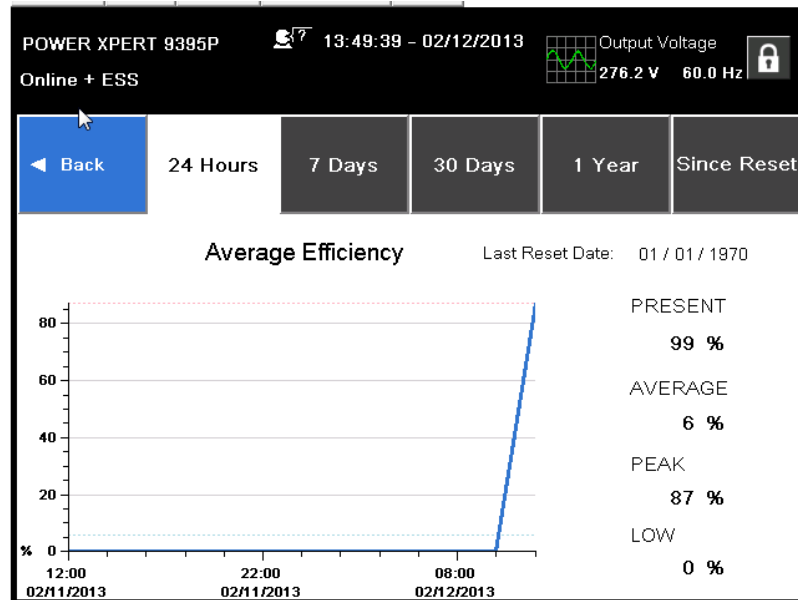 POWER XPERT 9395P
? 13:49:39 - 02/12/2013
Output Voltage
Online + ESS
276.2 V 60.0 Hz
Back
24 Hours
7 Days
30 Days
1 Year
Since Reset
Average Efficiency
Last Reset Date: 01 / 01 / 1970
80
60
40
20
% 0
12:00
02/11/2013
22:00
02/11/2013
08:00
02/12/2013
PRESENT
99 %
AVERAGE
6 %
PEAK
87 %
LOW
0 %